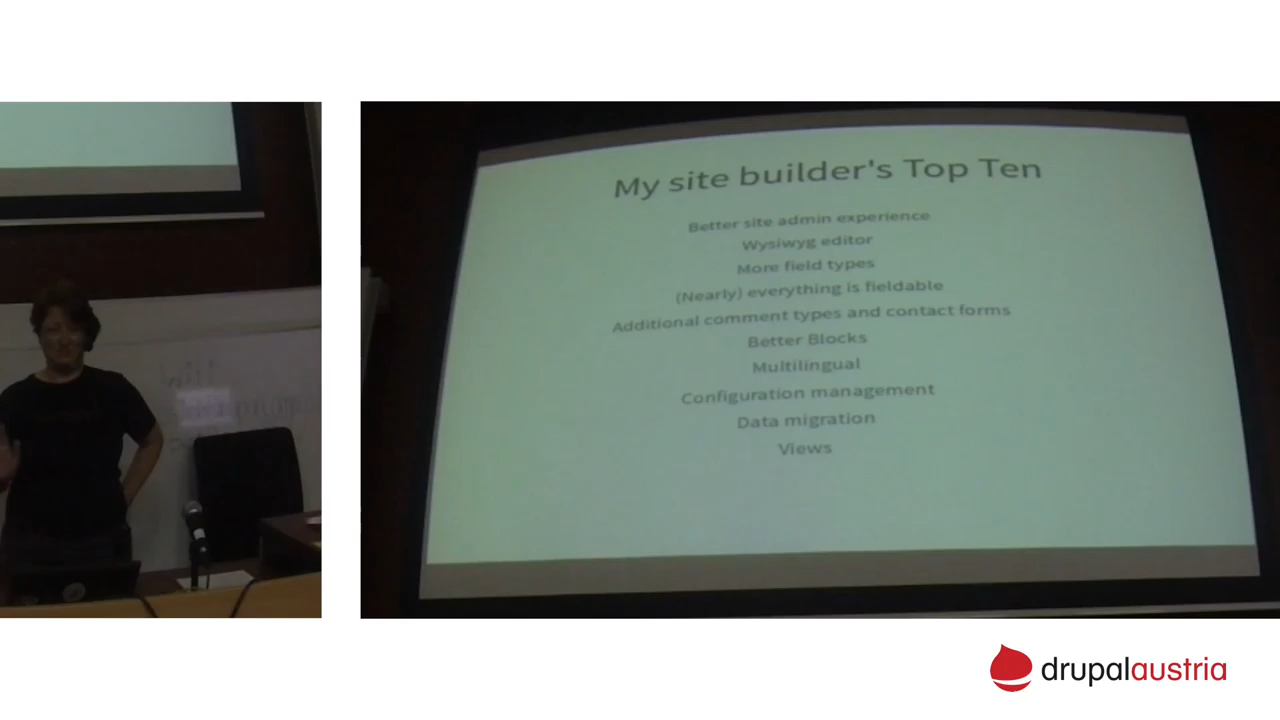 My site builder's Top Ten
Better site admin experience
Wysiwyg editor
More field types
(Nearly) everything is fieldable
Additional comment types and contact forms
Better Blocks
Multilingual
Configuration management
Data migration
Views
drupalaustria